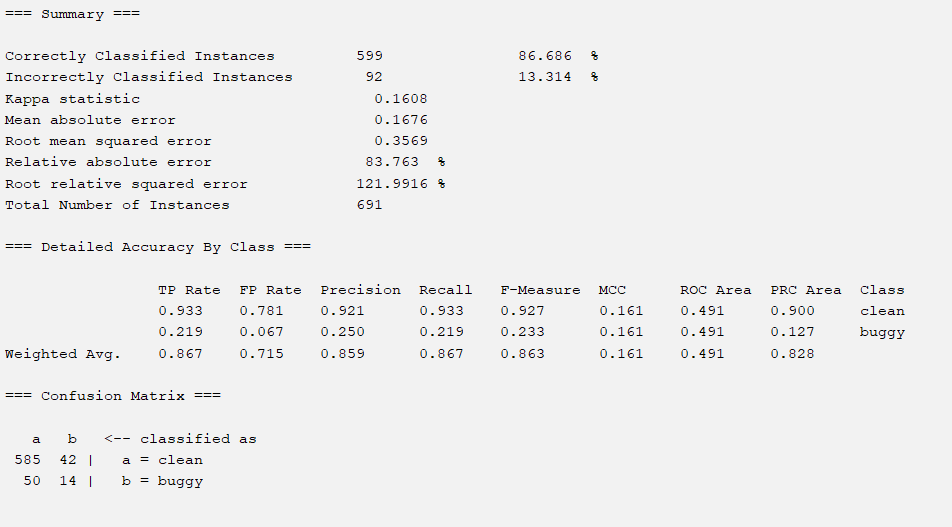 === Summary ===
Correctly Classified Instances 599 86.686 %
Incorrectly Classified Instances 92 13.314 %
Kappa statistic 0.1608
Mean absolute error 0.1676
Root mean squared error 0.3569
Relative absolute error 83.763 %
Root relative squared error 121.9916 %
Total Number of Instances 691
=== Detailed Accuracy By Class ===
TP Rate FP Rate Precision Recall F-Measure MCC ROC Area PRC Area Class
0.933 0.781 0.921 0.933 0.927 0.161 0.491 0.900 clean
0.219 0.067 0.250 0.219 0.233 0.161 0.491 0.127 buggy
Weighted Avg. 0.867 0.715 0.859 0.867 0.863 0.161 0.491 0.828
=== Confusion Matrix ===
a b <-- classified as
585 42 | a = clean
50 14 | b = buggy